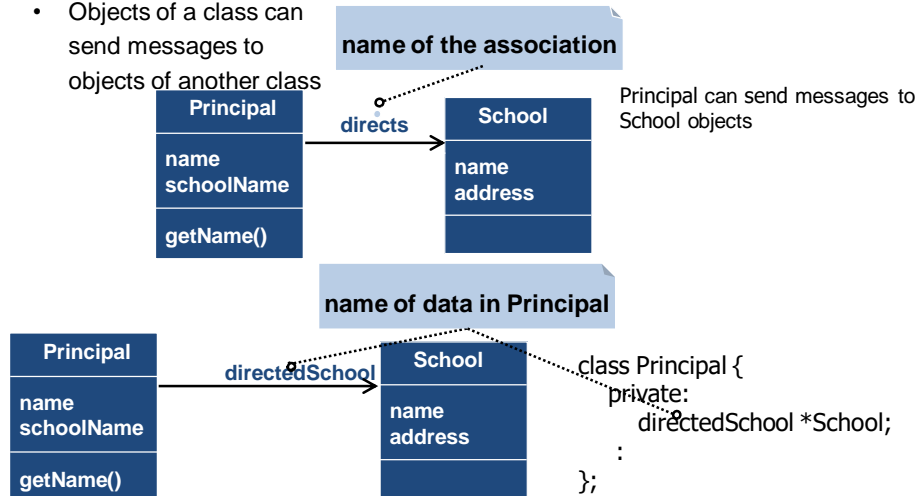 • Objects of a class can
send messages to
objects of another class
name of the association
Principal
name
schoolName
getName()
directs
School
name
address
Principal can send messages to
School objects
name of data in Principal
Principal
name
schoolName
getName()
directedSchool
School
name
address
class Principal {
private:
directedSchool *School;
:
};